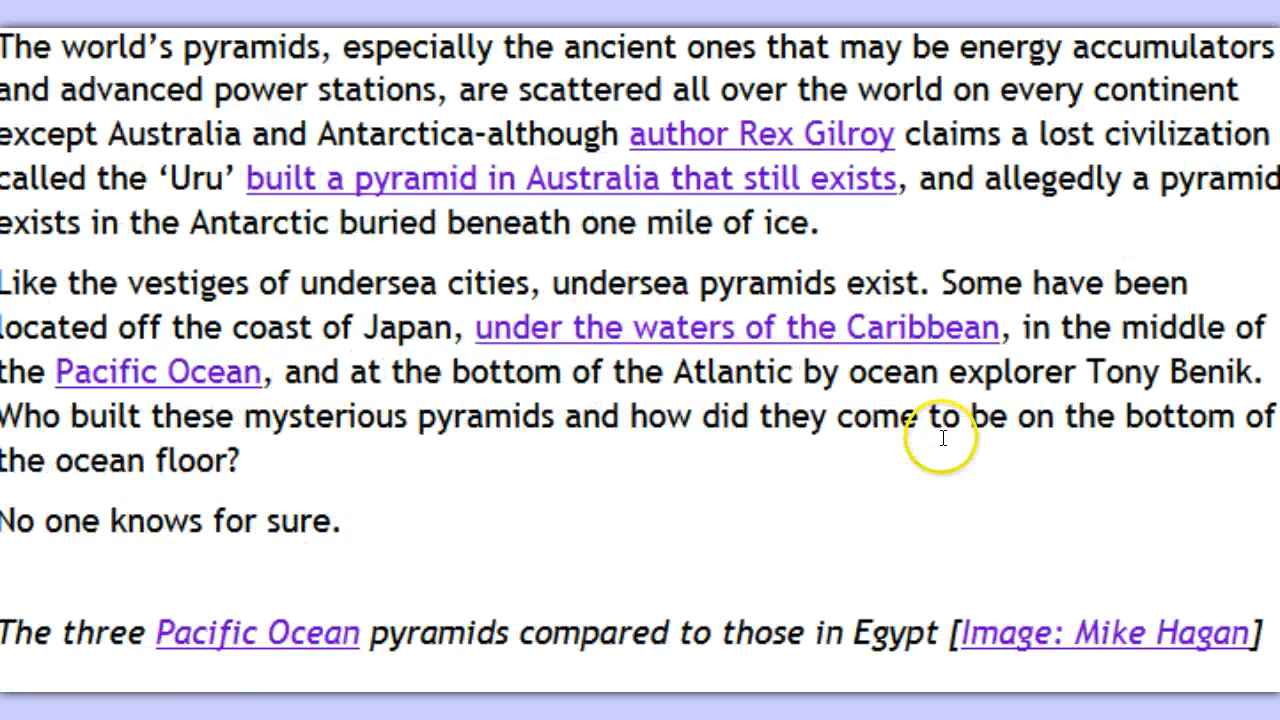 The world’s pyramids, especially the ancient ones that may be energy accumulators
and advanced power stations, are scattered all over the world on every continent
except Australia and Antarctica-although author Rex Gilroy claims a lost civilization
called the ‘Uru’ built a pyramid in Australia that still exists, and allegedly a pyramid
exists in the Antarctic buried beneath one mile of ice.
Like the vestiges of undersea cities, undersea pyramids exist. Some have been
located off the coast of Japan, under the waters of the Caribbean, in the middle of
the Pacific Ocean, and at the bottom of the Atlantic by ocean explorer Tony Benik.
Who built these mysterious pyramids and how did they come to be on the bottom of
the ocean floor?
No one knows for sure.
The three Pacific Ocean pyramids compared to those in Egypt [Image: Mike Hagan]